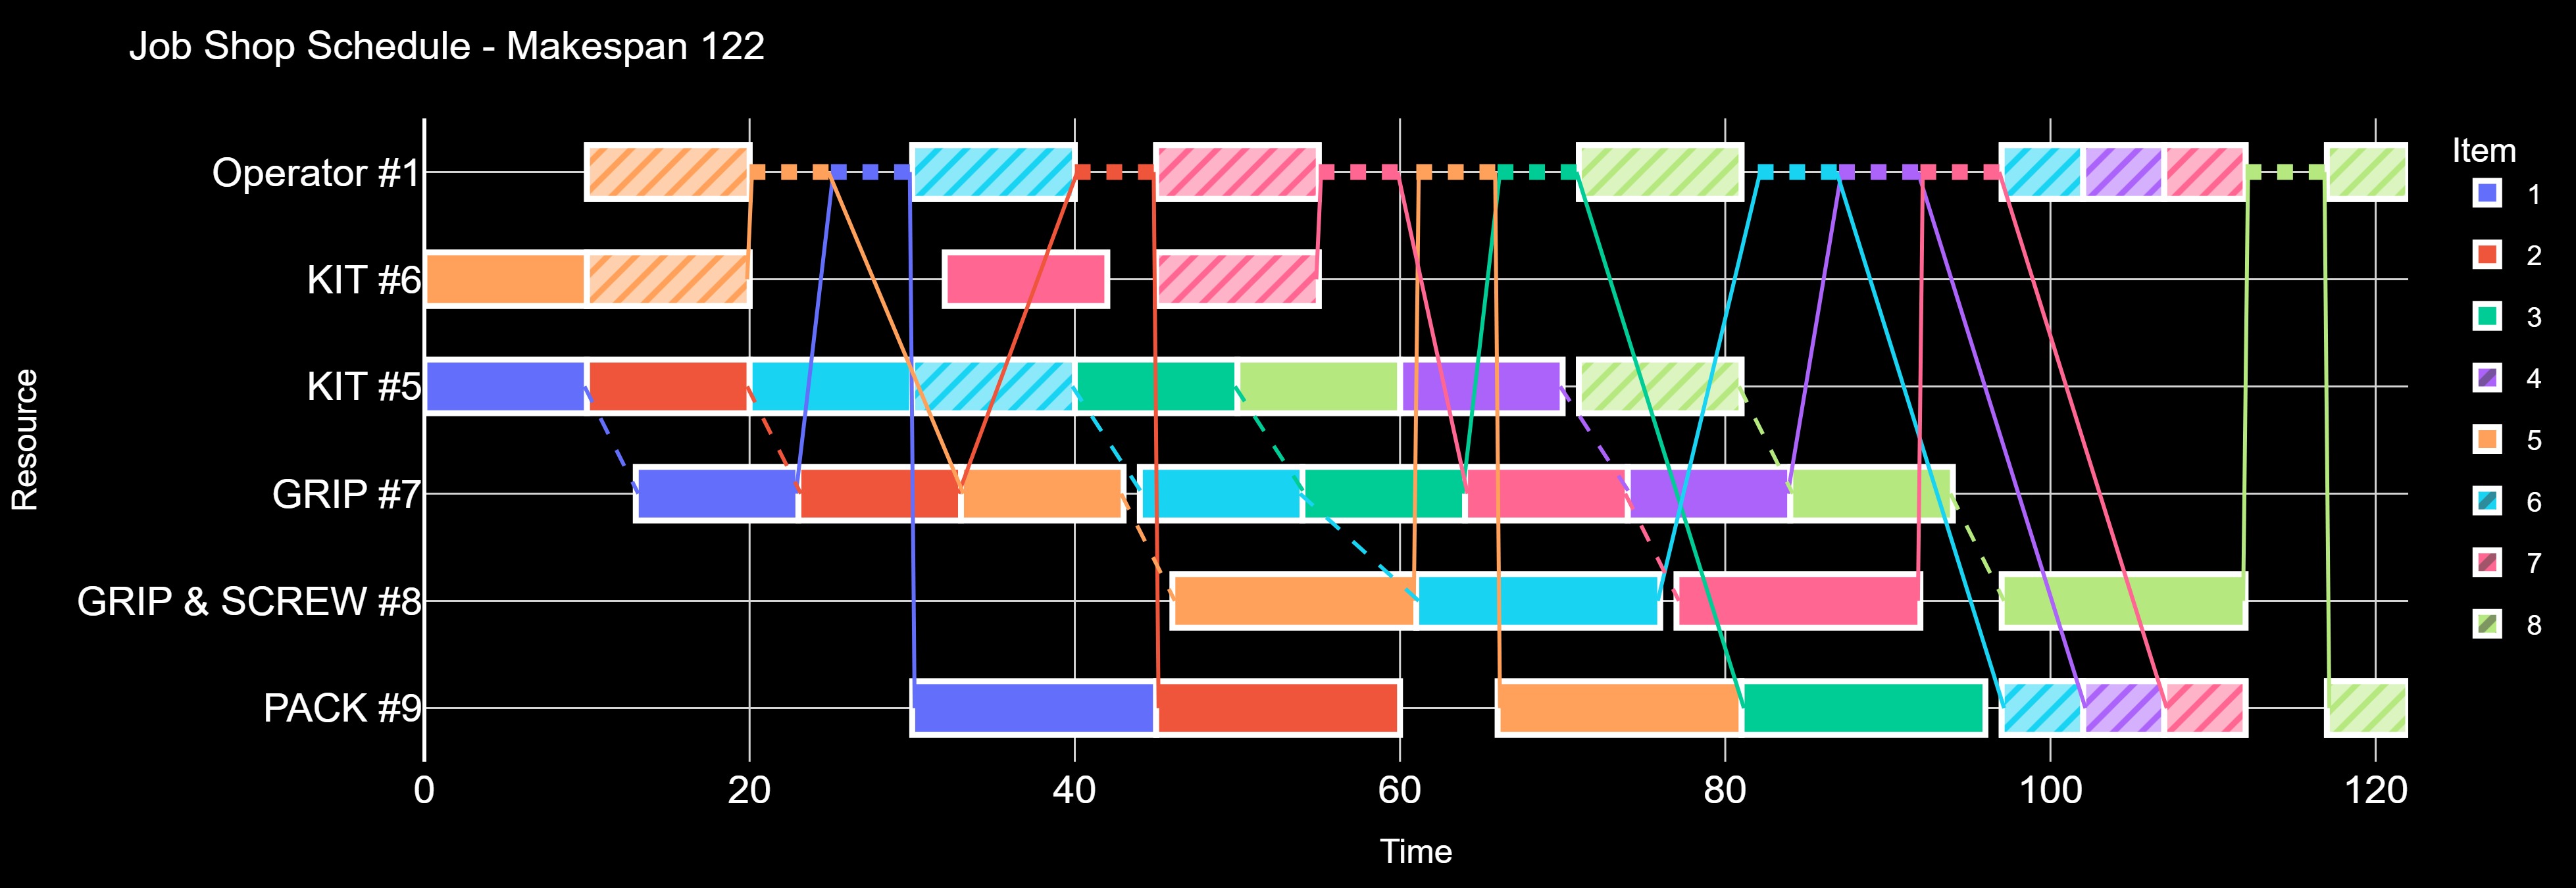 Job Shop Schedule - Makespan 122
Operator #1
KIT #6
KIT #5
GRIP #7
GRIP & SCREW #8
PACK #9
Resource
0 20 40 60 80 100 120
Time
Item
1
2
3
4
5
6
7
8